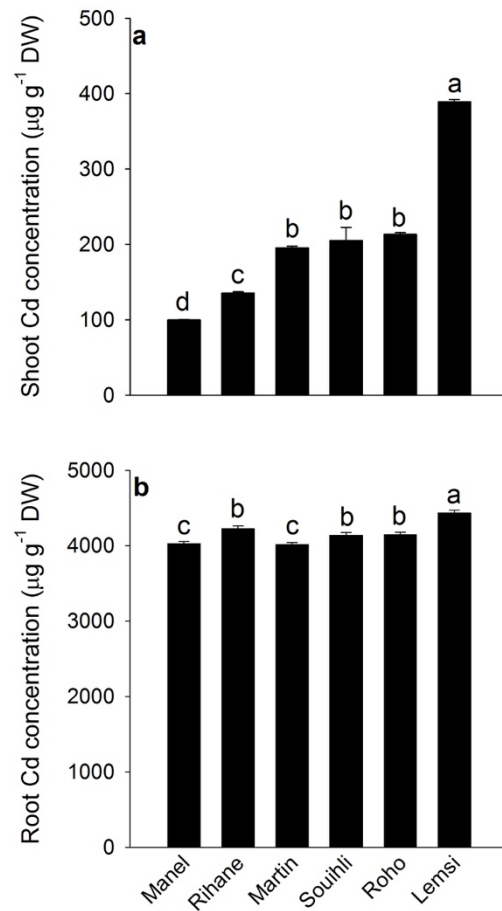 a
Shoot Cd concentration (µg g⁻¹ DW)
500
400
300
200
100
0
d
c
b
b
b
a
b
Root Cd concentration (µg g⁻¹ DW)
5000
4000
3000
2000
1000
0
c
b
c
b
b
a
Manel
Rihane
Martin
Souihli
Roho
Lemsi